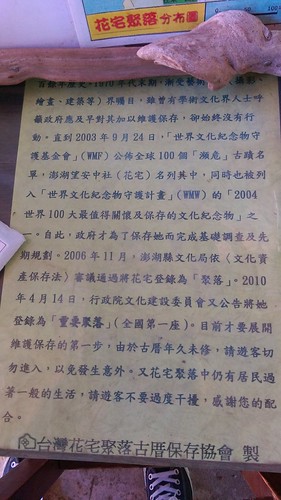 花宅聚落分布圖
1970年代末期、漸受藝術
繪畫、建築等）界矚目，雖曾有學術文化界人士呼
籲政府應及早對其加以維護保存，卻始終沒有行
動。直到2003年9月24日，「世界文化紀念物守
護基金會」(WMF)公佈全球100個「瀕危」古蹟名
單，澎湖望安中社（花宅）名列其中，同時也被列
入「世界文化紀念物守護計畫」(WMW)的「2004
世界100大最值得關懷及保存的文化紀念物」之
一。自此，政府才為了保存她而完成基礎調查及先
期規劃。2006年11月，澎湖縣文化局依〈文化資
產保存法〉審議通過將花宅登錄為「聚落」。2010
年4月14日，行政院文化建設委員會又公告將她
登錄為「重要聚落」(全國第一座)。目前才要展開
維護保存的第一步，由於古厝年久未修，請遊客切
勿進入，以免發生意外。又花宅聚落中仍有居民過
著一般的生活，請遊客不要過度干擾，感謝您的配
合。
台灣花宅聚落古厝保存協會 製